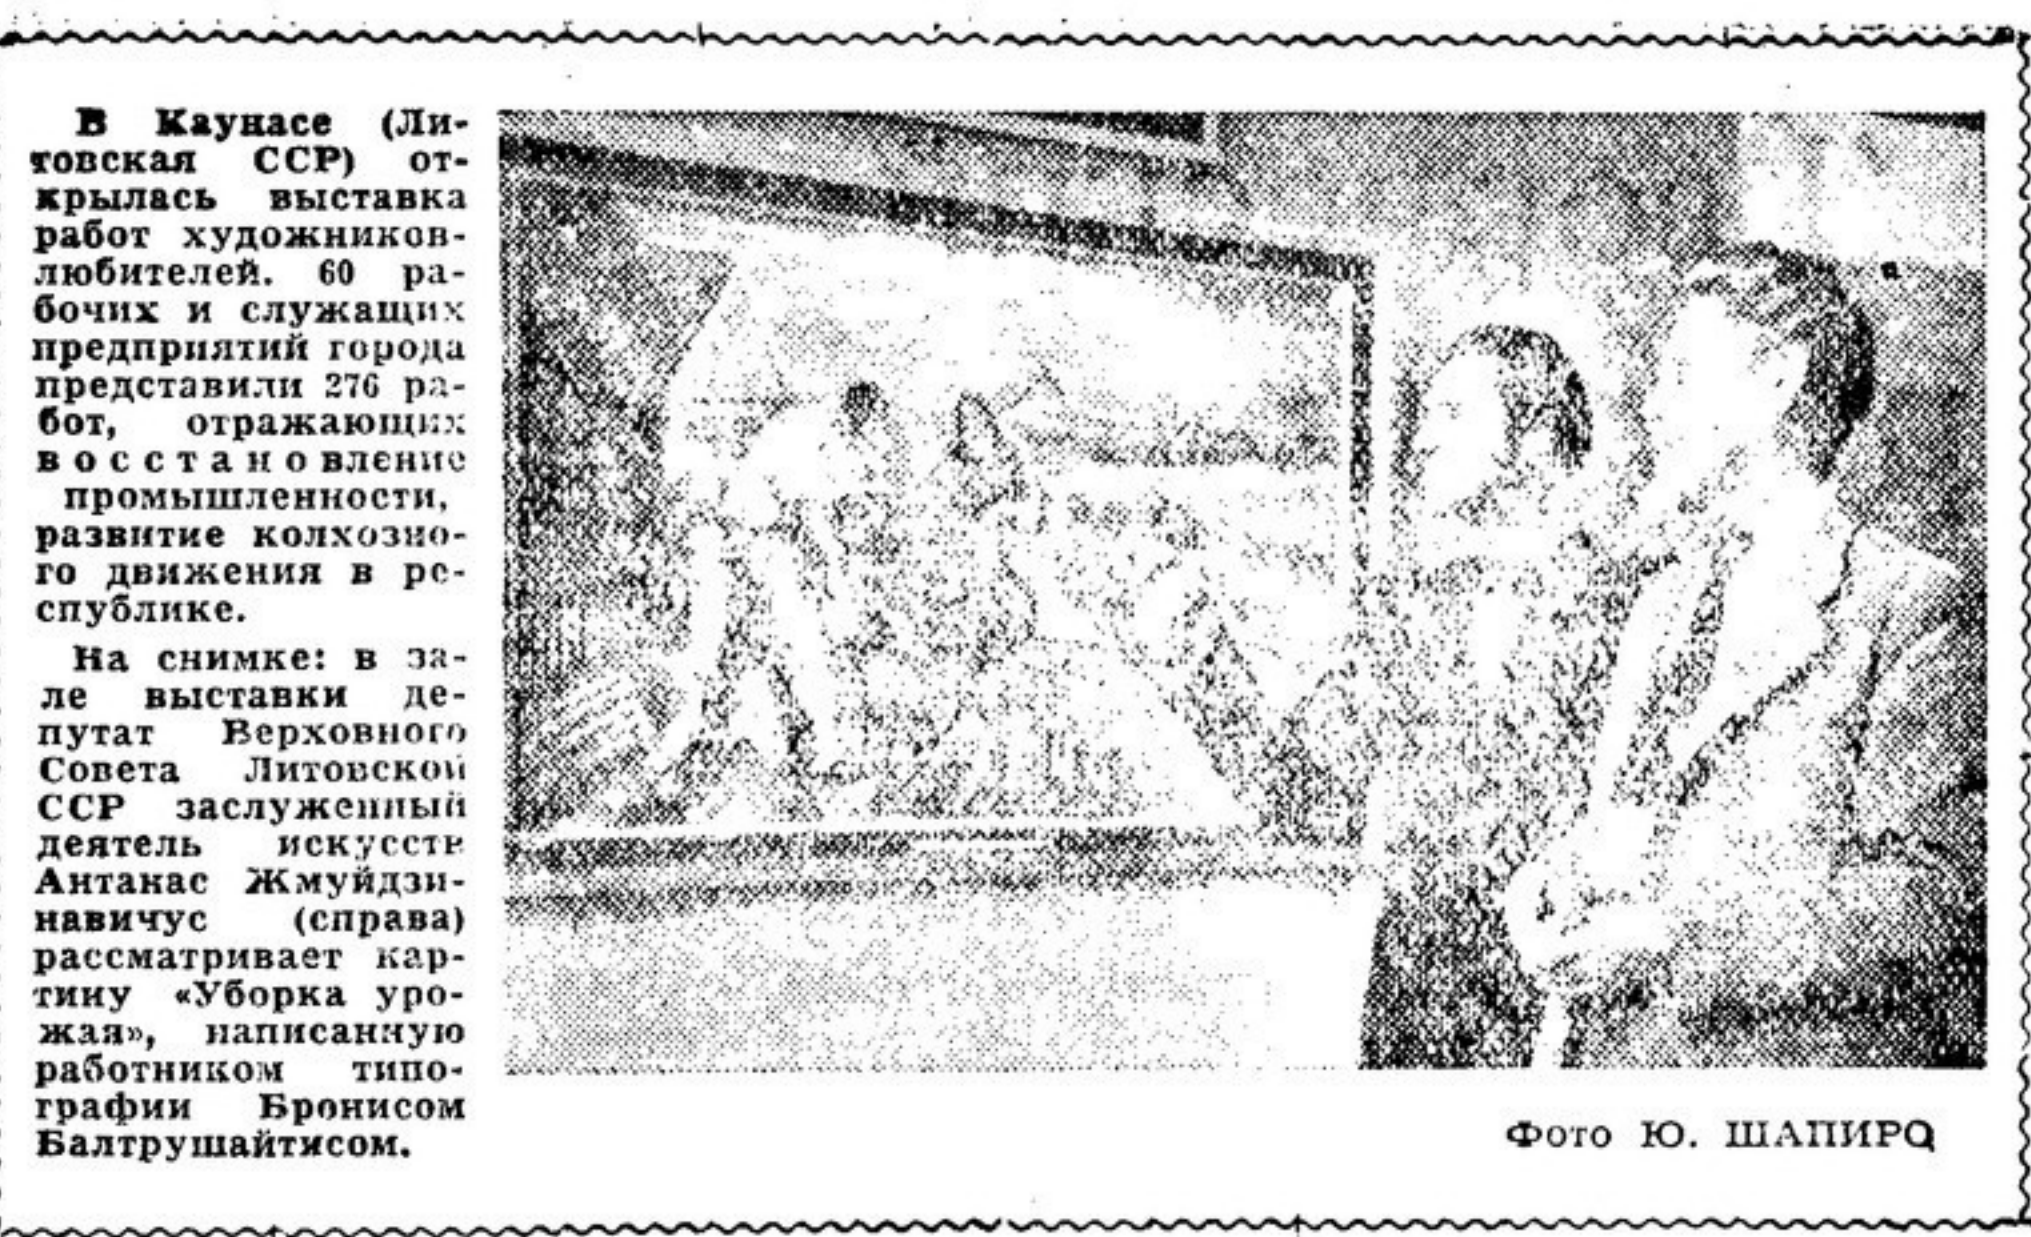 В Каунасе (Ли-
товская ССР) от-
крылась выставка
работ художников-
любителей. 60 ра-
бочих и служащих
предприятий города
представили 276 ра-
бот, отражающих
восстановление
промышленности,
развитие колхозно-
го движения в ре-
спублике.
На снимке: в за-
ле выставки де-
путат Верховного
Совета Литовской
ССР заслуженный
деятель искусств
Антанас Жмуйдзи-
навичус (справа)
рассматривает кар-
тину «Уборка уро-
жая», написанную
работником типо-
графии Бронисом
Балтрушайтисом.
Фото Ю. ШАПИРО